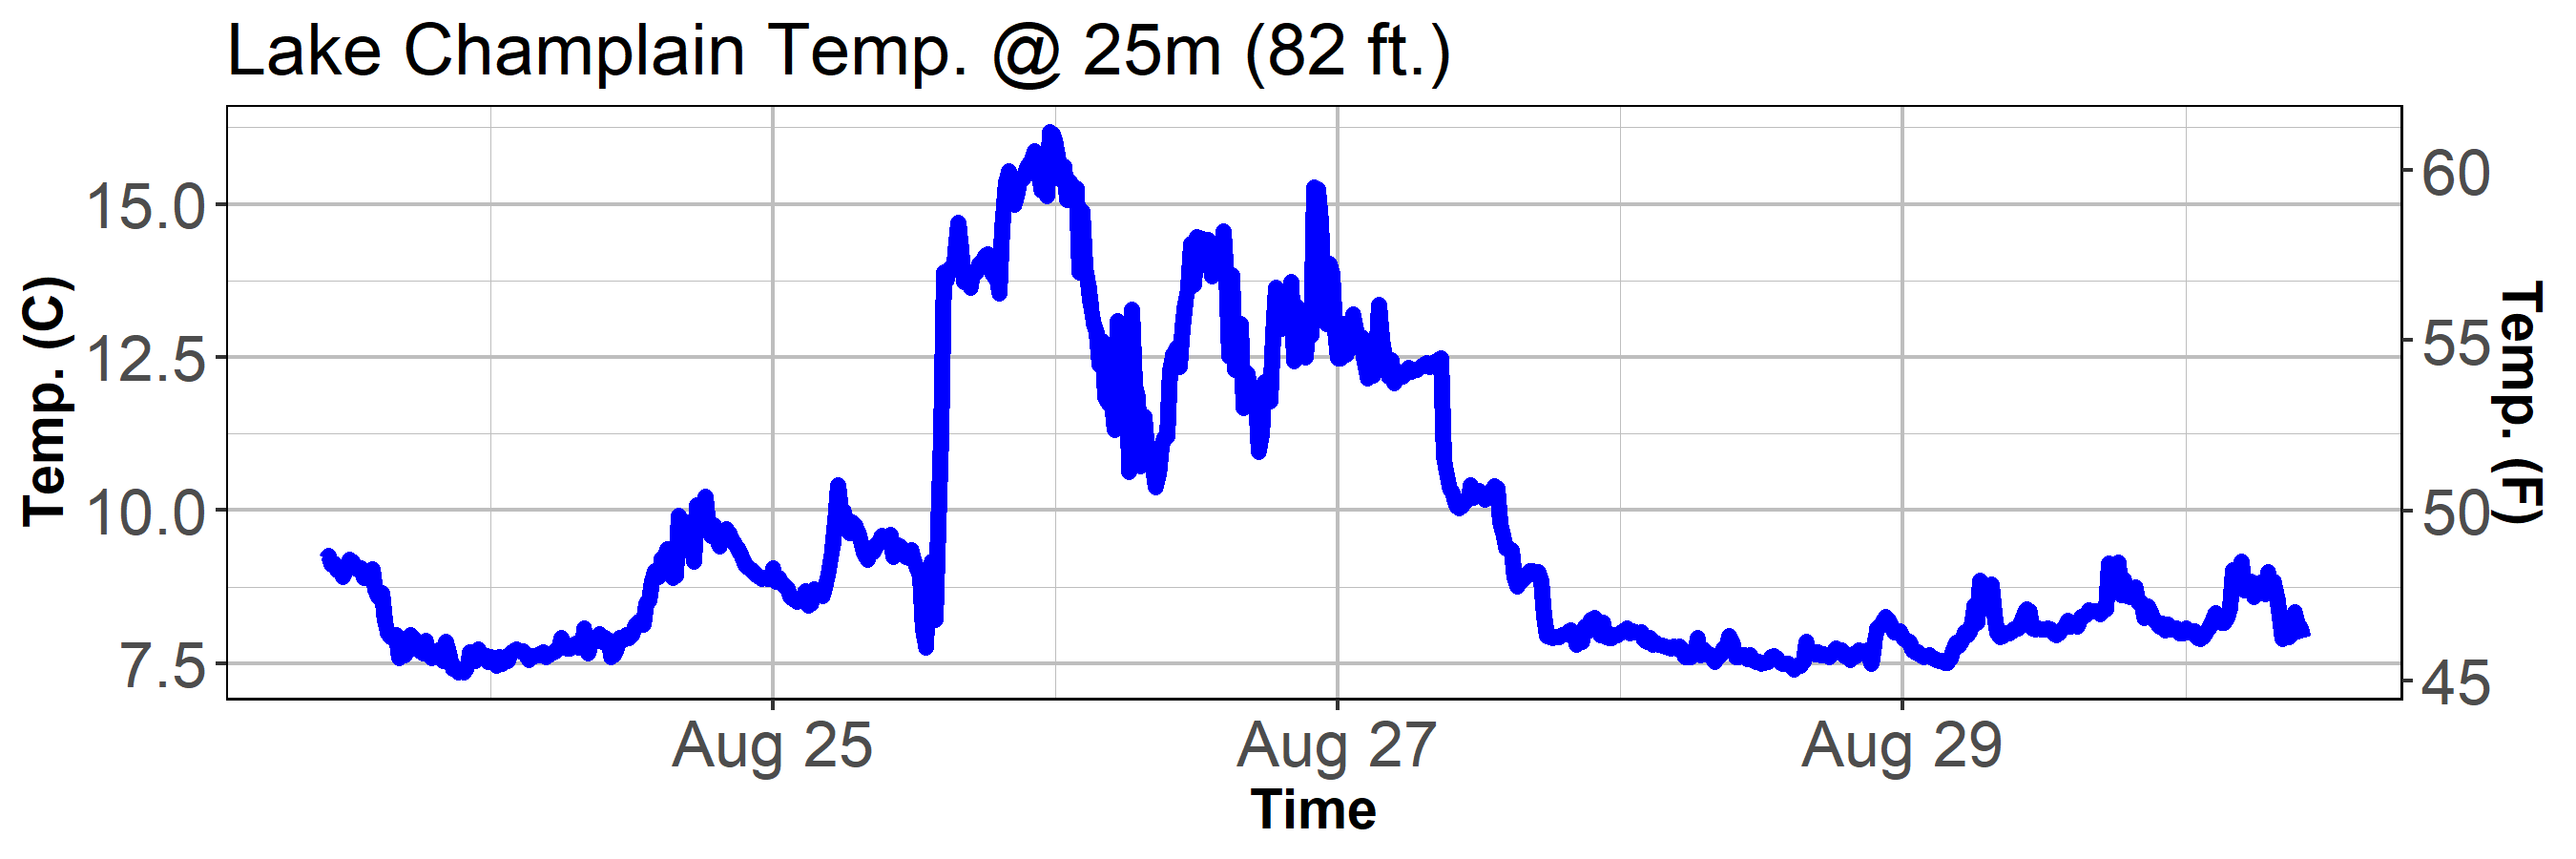 Lake Champlain Temp. @ 25m (82 ft.)
Temp. (C)
15.0
12.5
10.0
7.5
60
55
50
45
Temp. (F)
Aug 25
Aug 27
Aug 29
Time